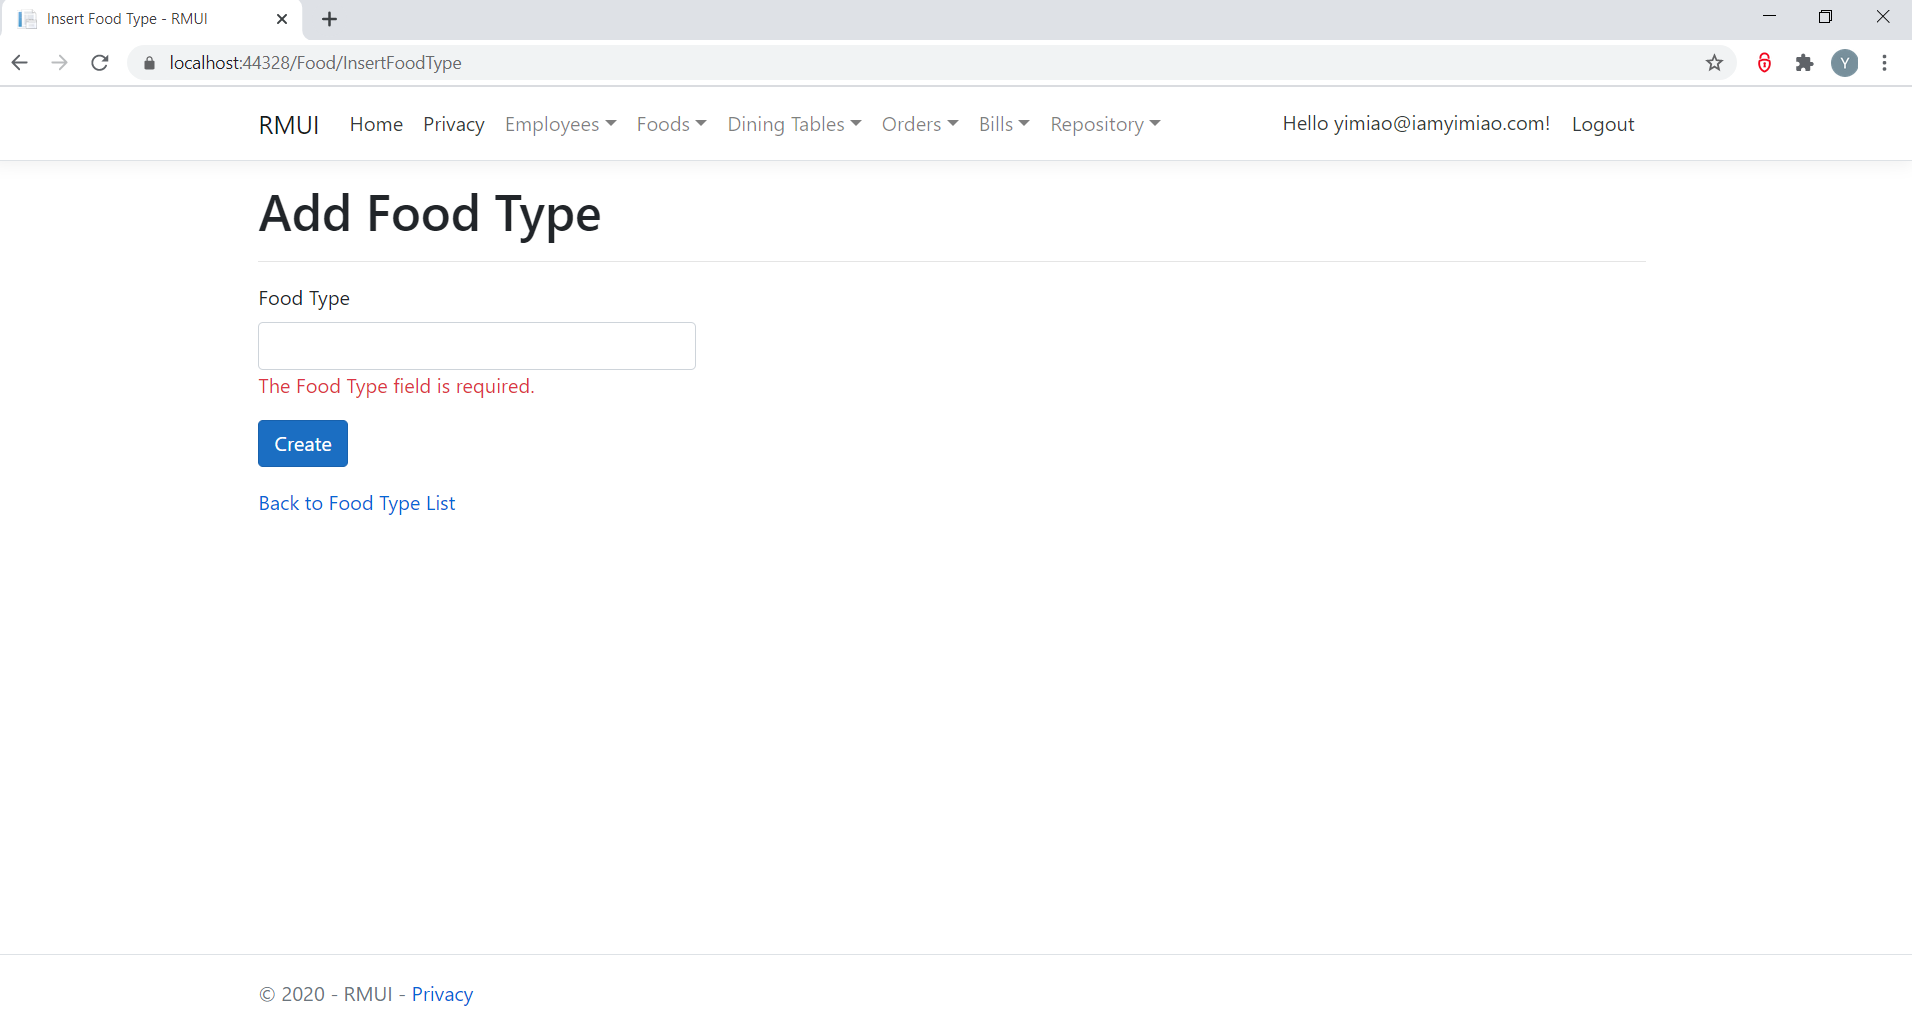 Insert Food Type - RMUI
localhost:44328/Food/InsertFoodType
Y
RMUI Home Privacy Employees Foods Dining Tables Orders Bills Repository Hello yimiao@iamyimiao.com! Logout
Add Food Type
Food Type
The Food Type field is required.
Create
Back to Food Type List
© 2020 - RMUI - Privacy